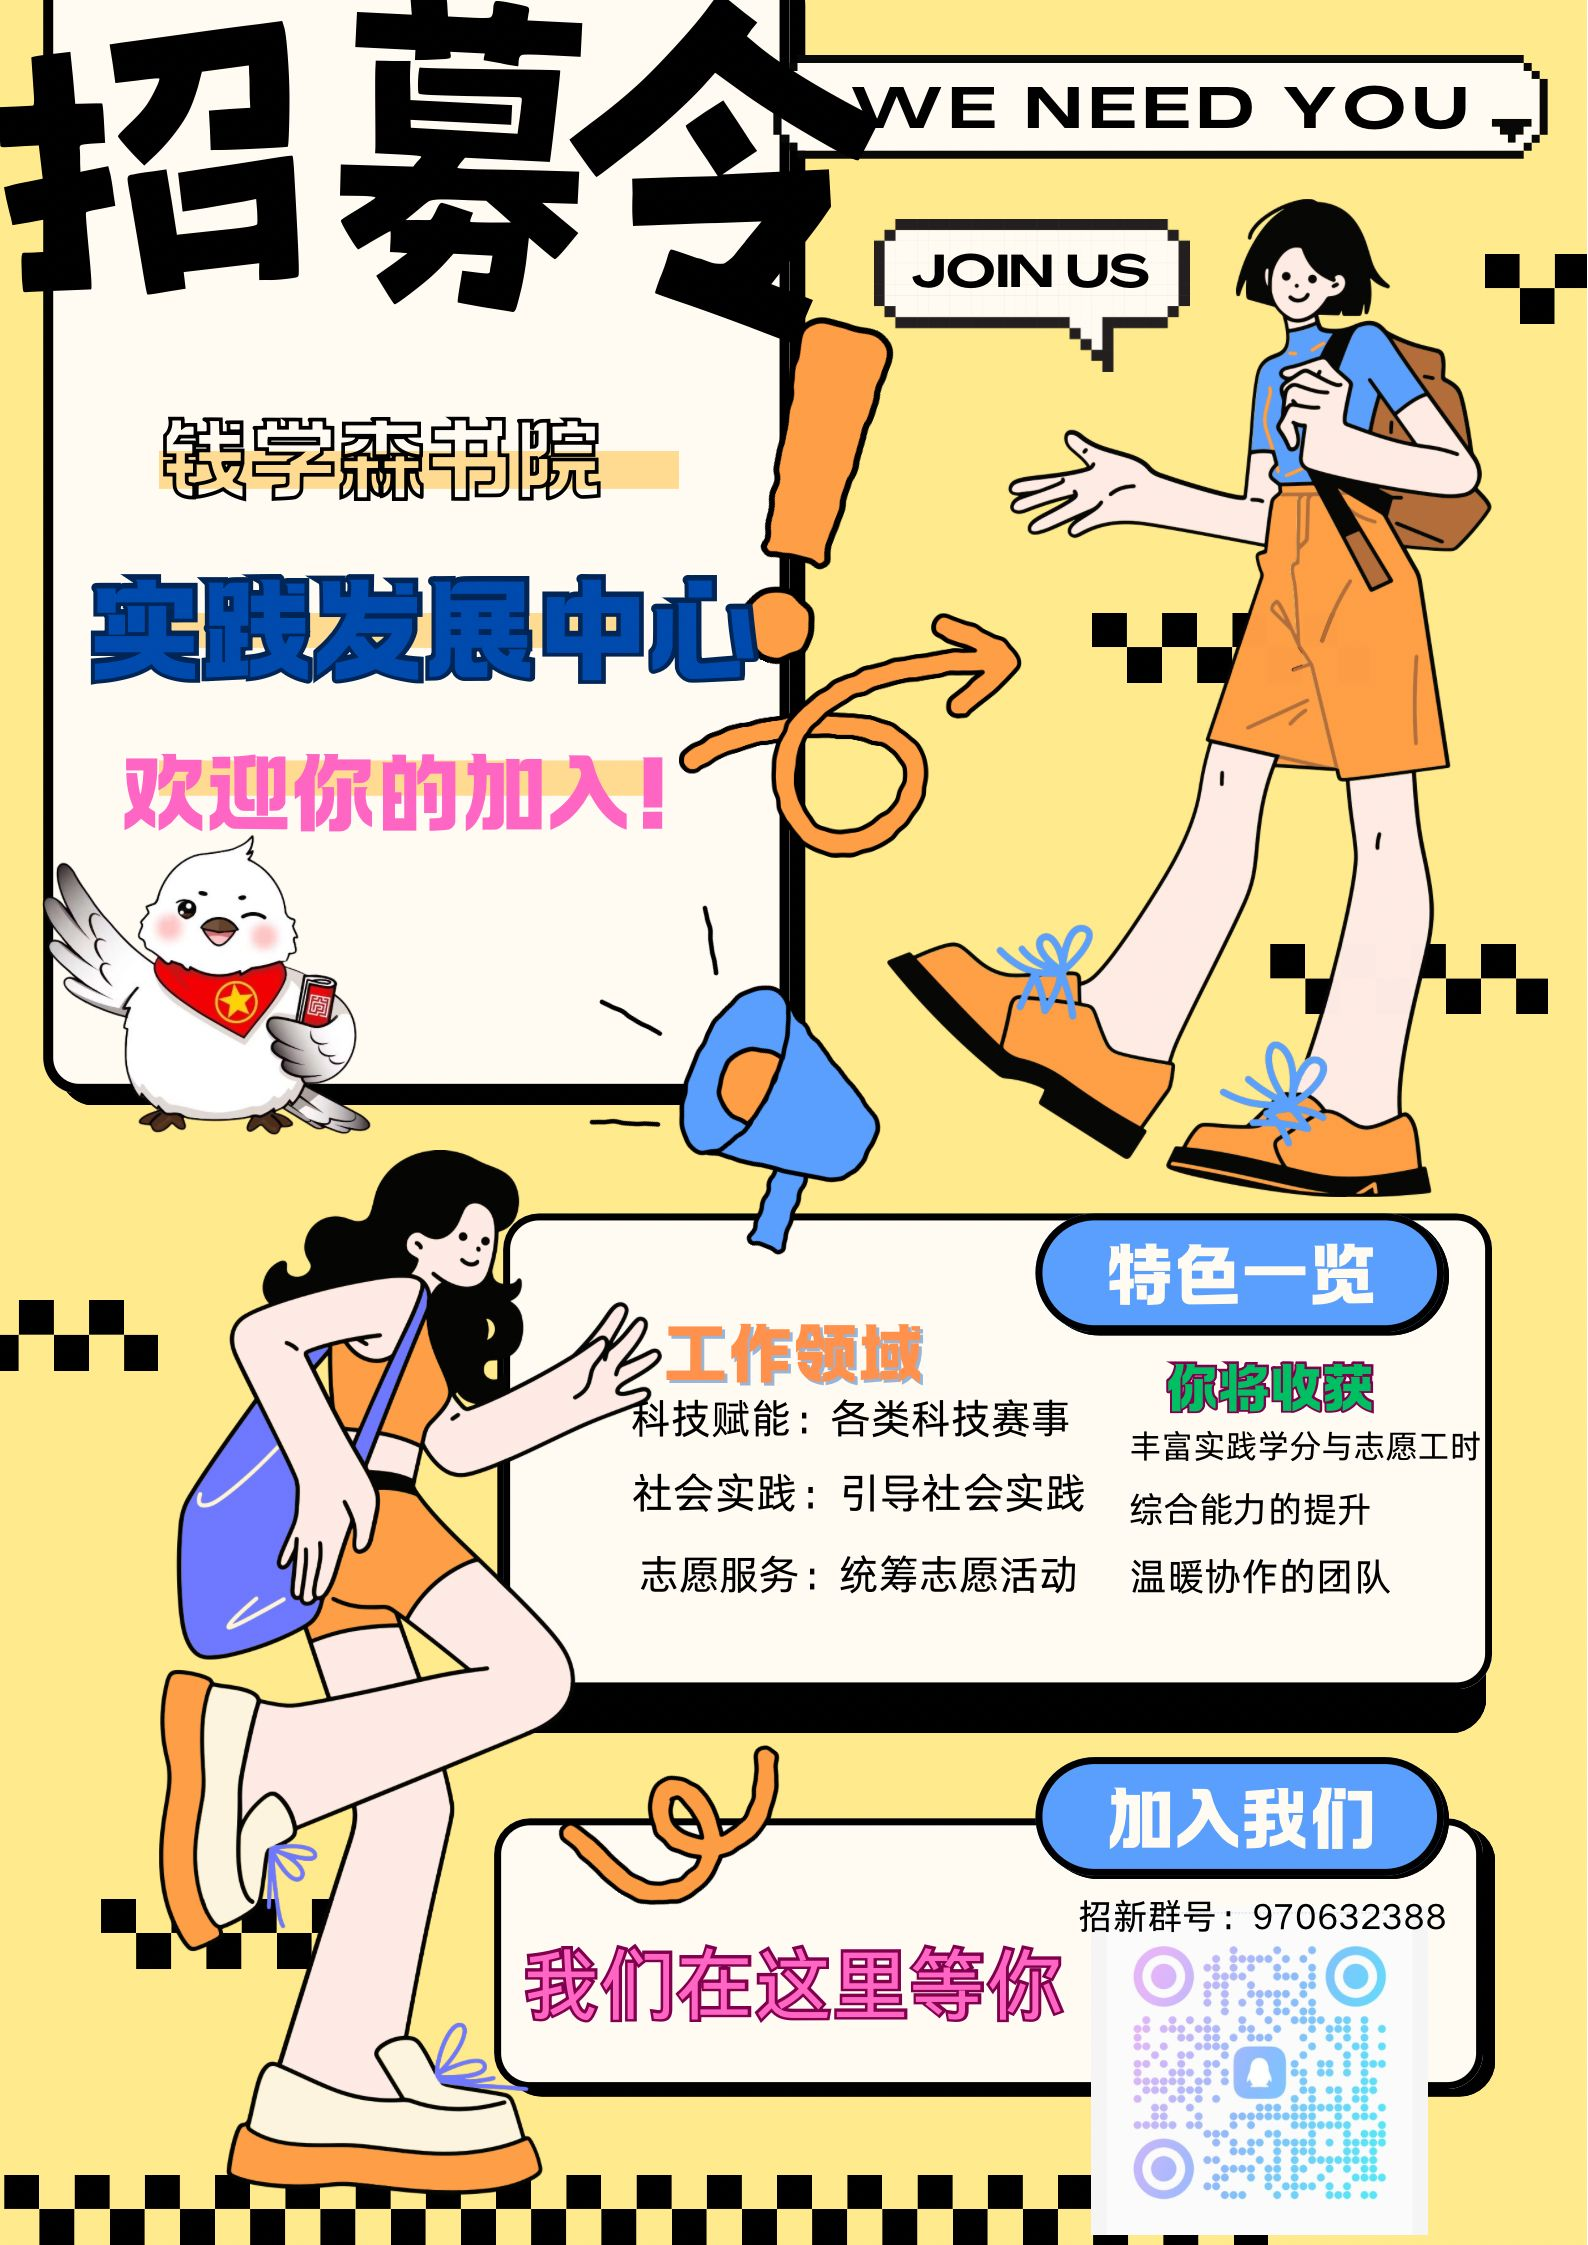 招募令
WE NEED YOU
JOIN US
钱学森书院
实践发展中心
欢迎你的加入!
特色一览
工作领域
科技赋能：各类科技赛事
社会实践：引导社会实践
志愿服务：统筹志愿活动
你将收获
丰富实践学分与志愿工时
综合能力的提升
温暖协作的团队
加入我们
招新群号：970632388
我们在这里等你